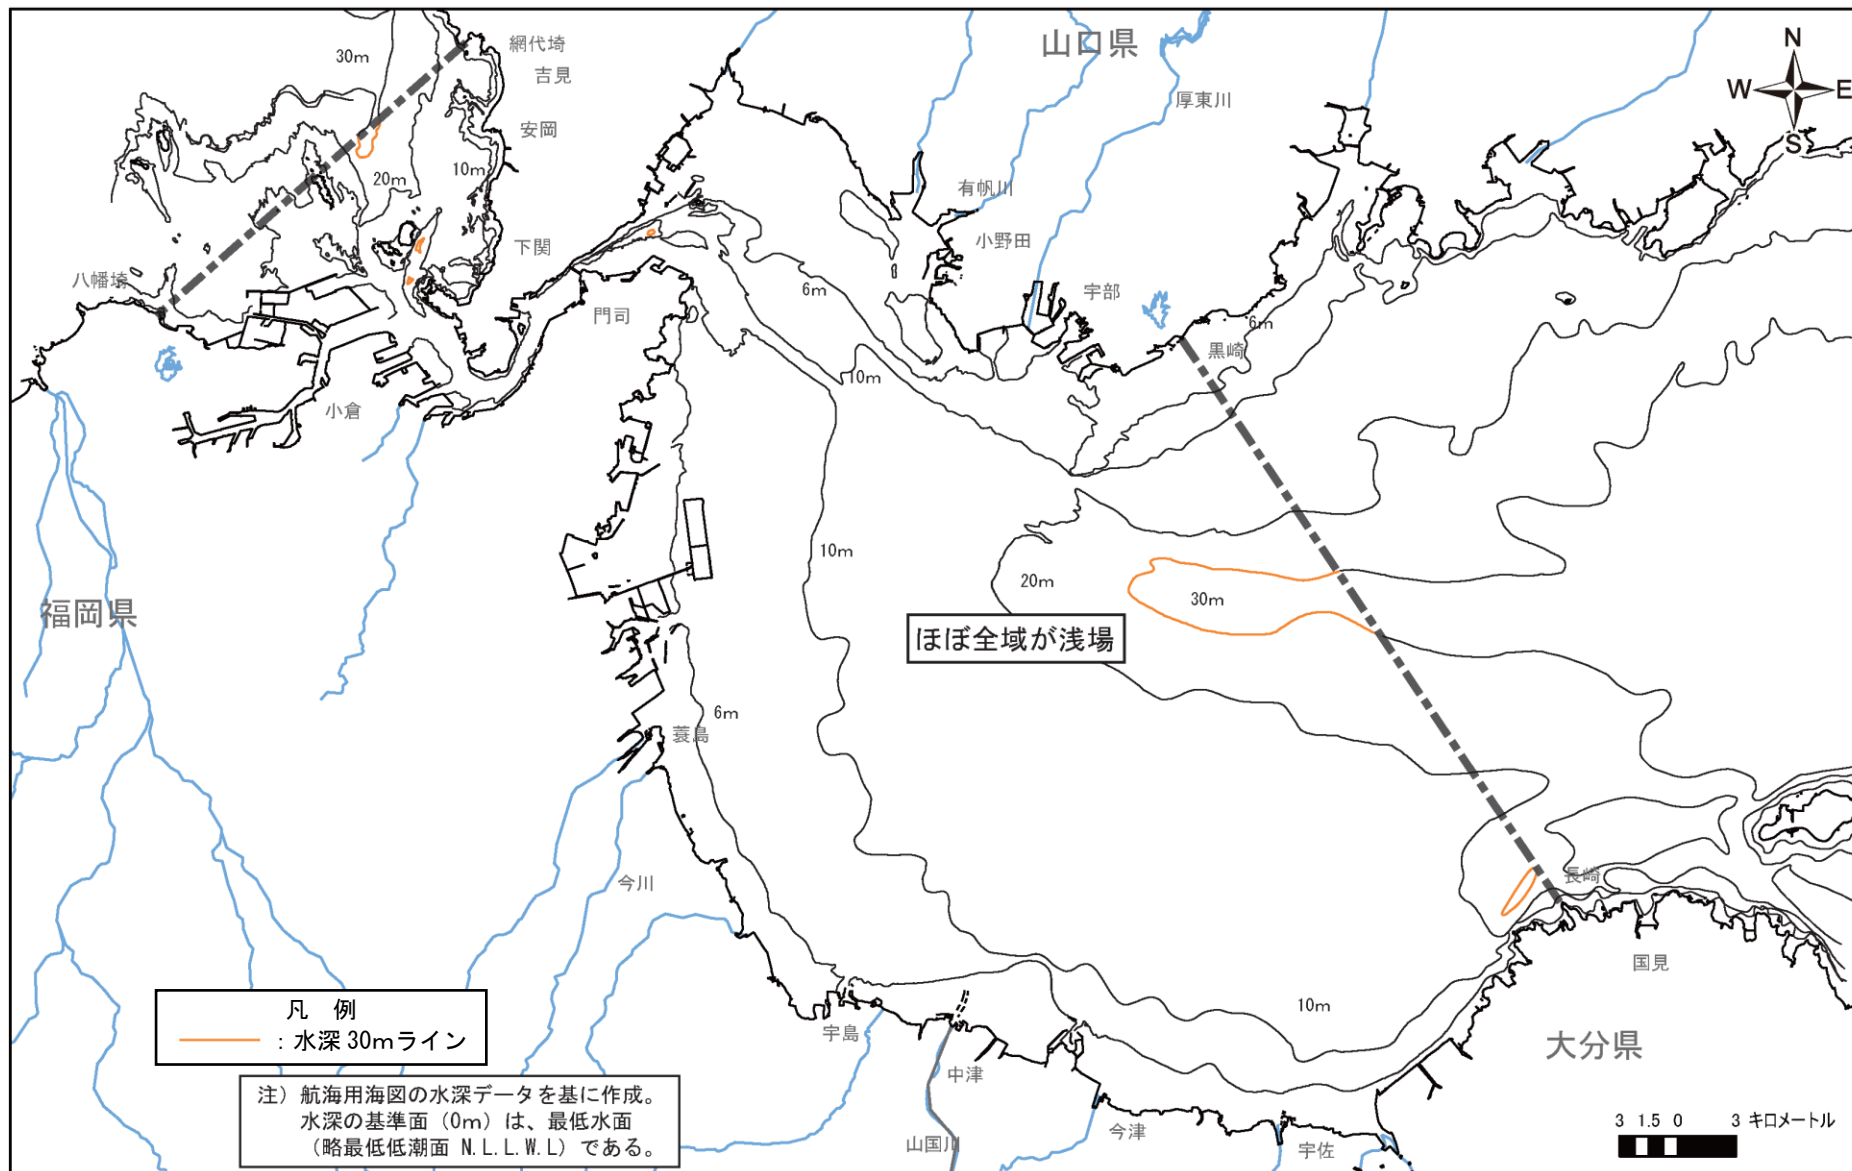 山口県
N
W E
S
30m
網代埼
吉見
安岡
厚東川
20m
10m
有帆川
下関
小野田
八幡埼
6m
宇部
門司
6m
黒崎
10m
小倉
10m
20m
30m
福岡県
ほぼ全域が浅場
6m
蓑島
今川
長崎
国見
10m
凡 例
：水深 30mライン
宇島
大分県
中津
注）航海用海図の水深データを基に作成。
水深の基準面（0m）は、最低水面
（略最低低潮面 N.L.L.W.L）である。
山国川
今津
宇佐
3 1.5 0 3 キロメートル